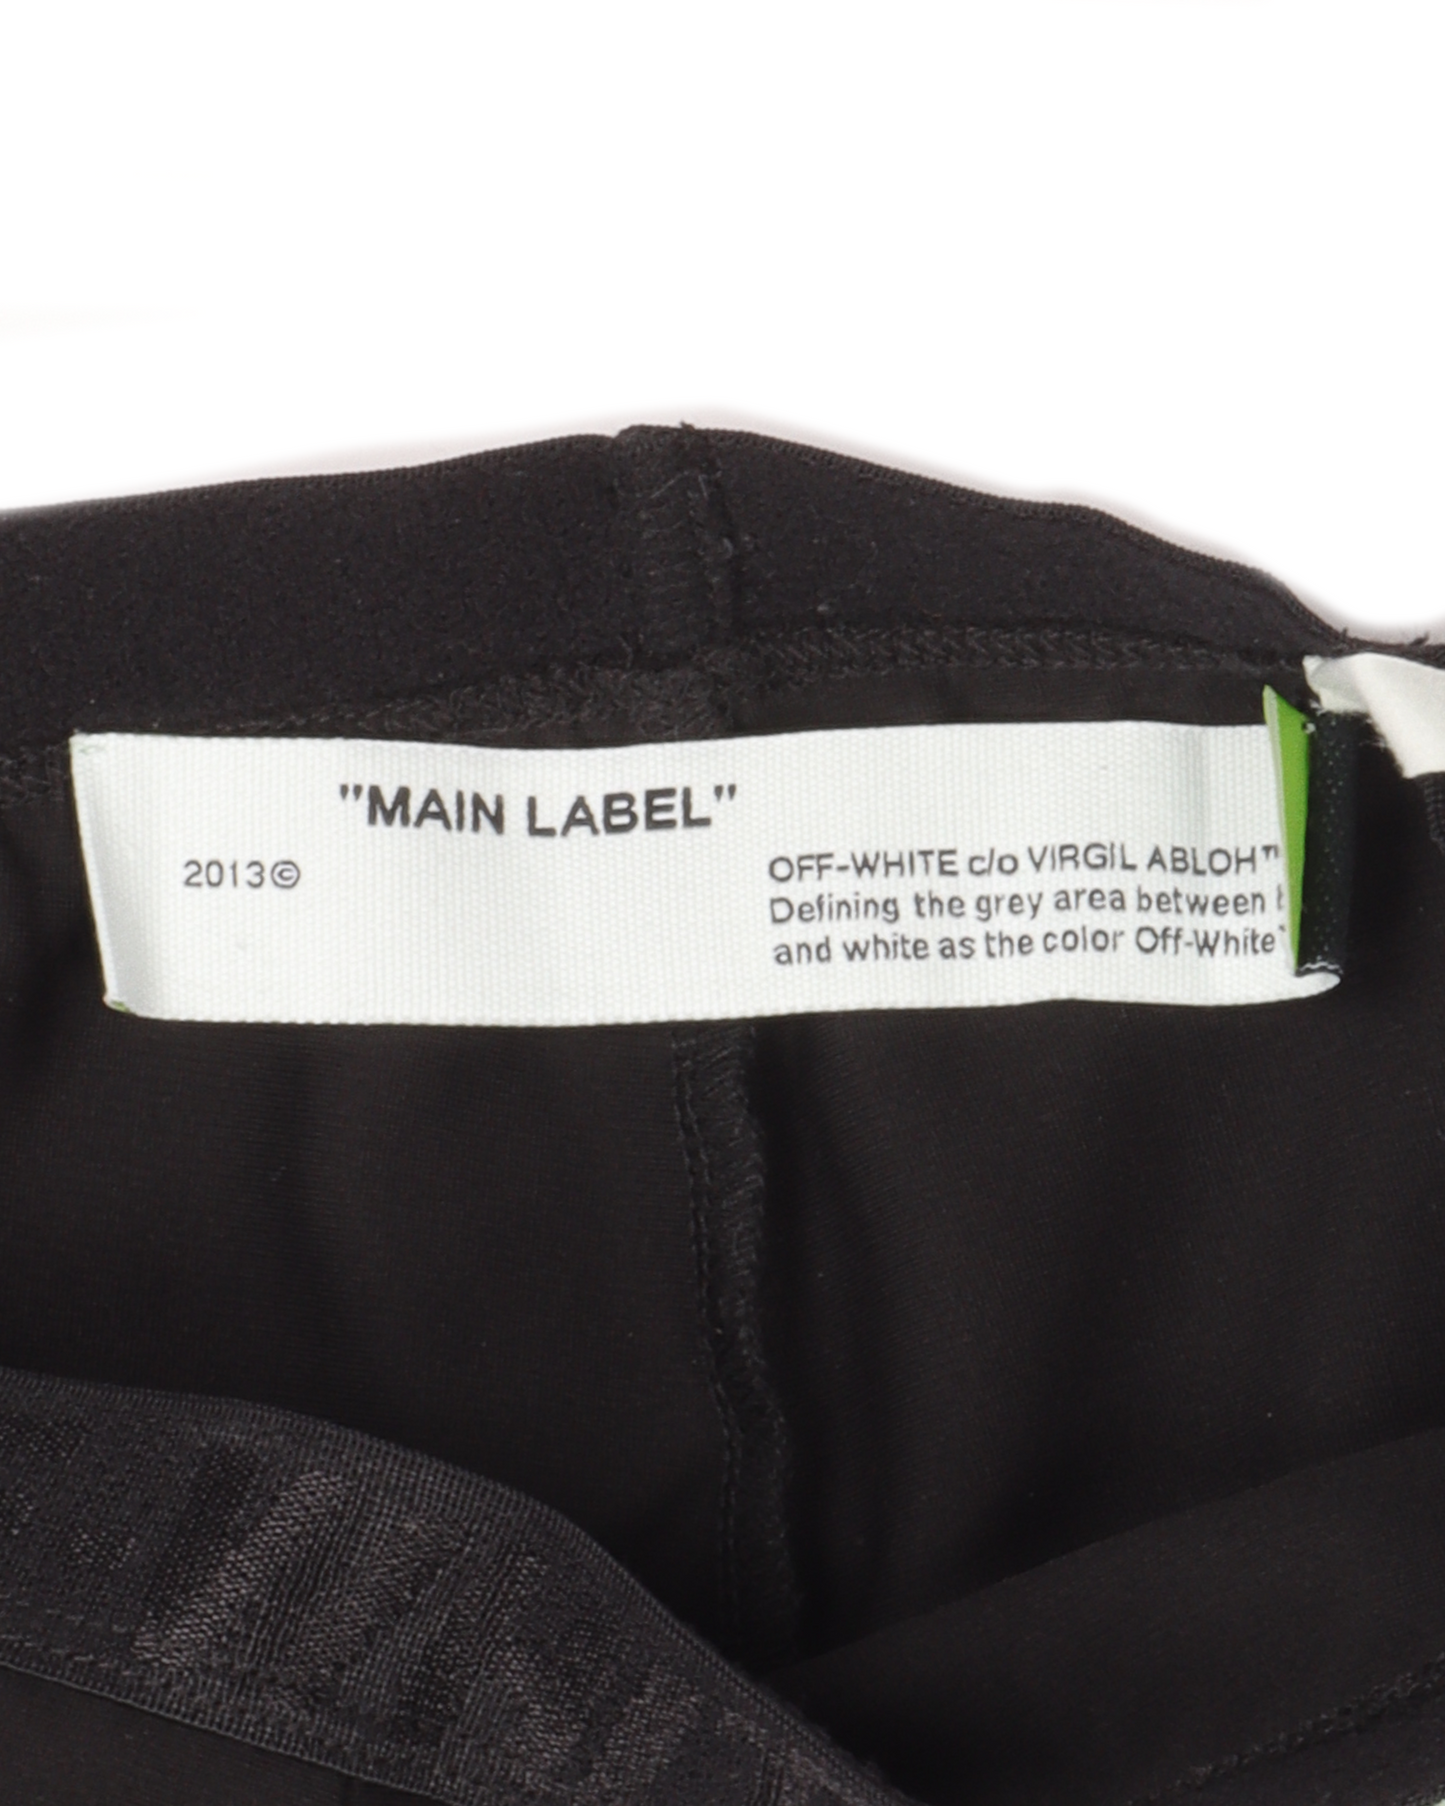 "MAIN LABEL"
2013©
OFF-WHITE c/o VIRGIL ABLOH™
Defining the grey area between
and white as the color Off-White